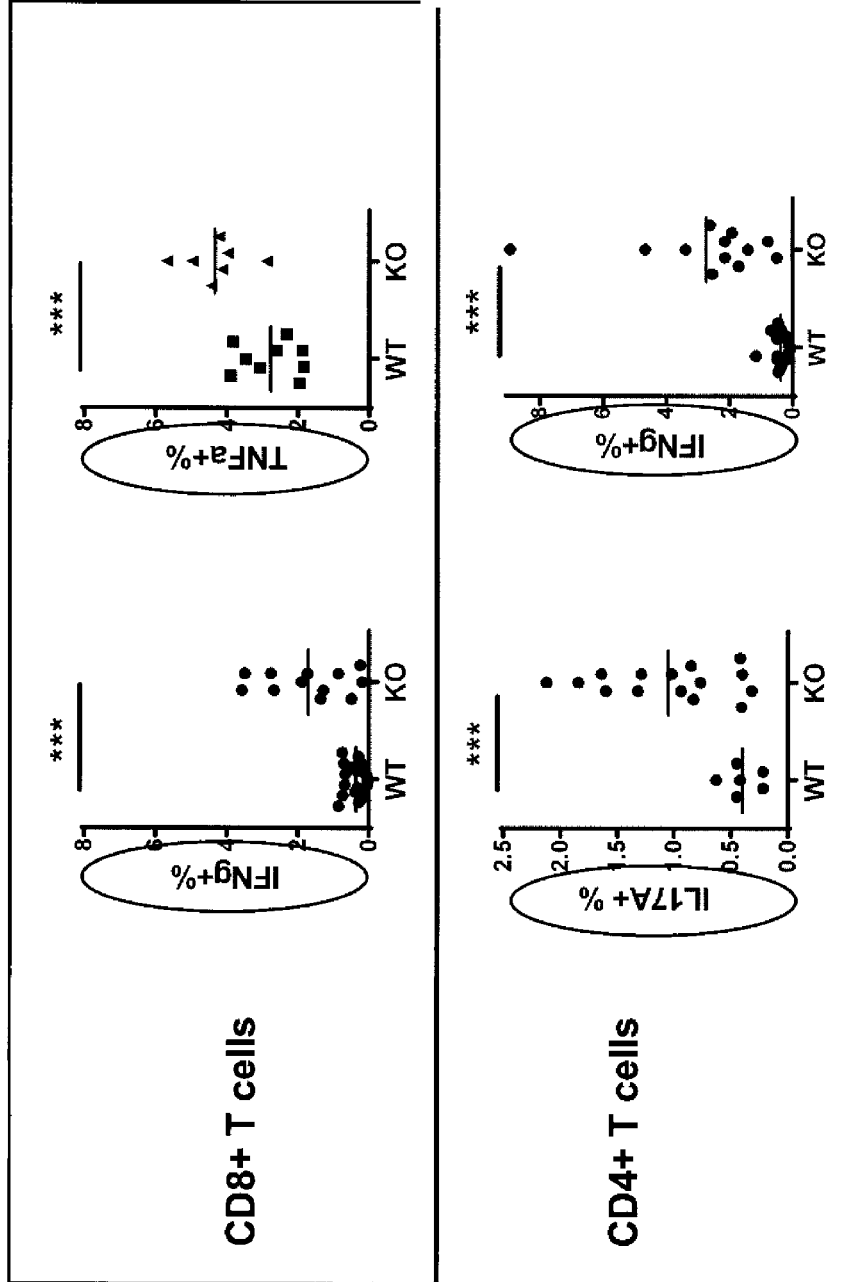 CD8+ T cells
IFNg+%
8
6
4
2
0
***
WT
KO
TNFa+%
8
6
4
2
0
***
WT
KO
CD4+ T cells
IL17A+ %
2.5
2.0
1.5
1.0
0.5
0.0
***
WT
KO
IFNg+%
8
6
4
2
0
***
WT
KO